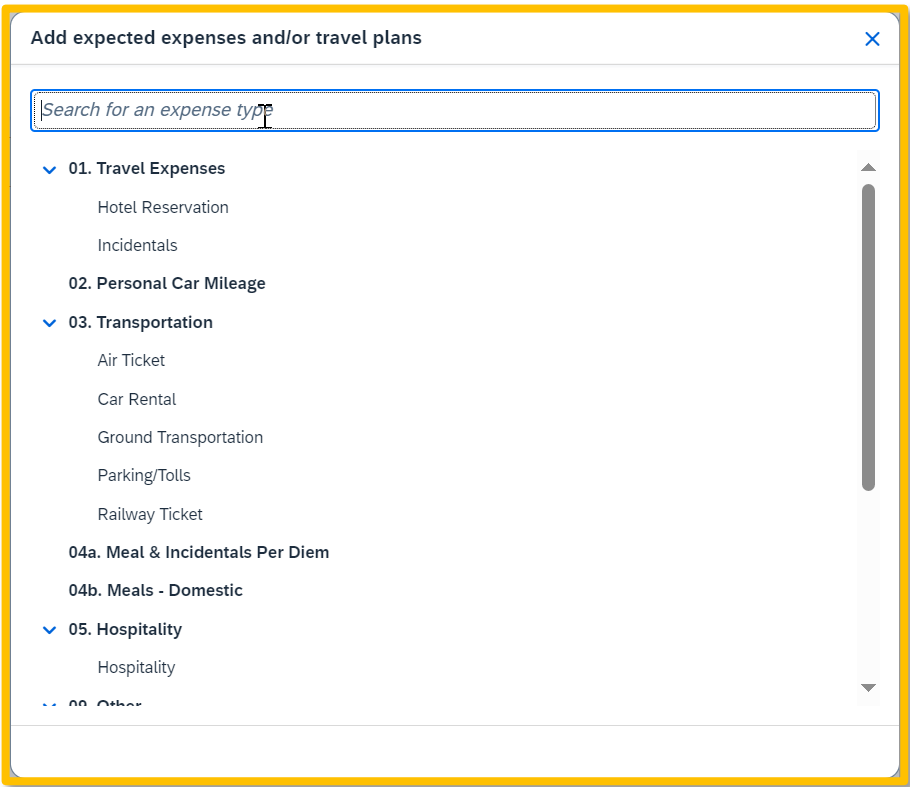 Add expected expenses and/or travel plans
Search for an expense type
01. Travel Expenses
Hotel Reservation
Incidentals
02. Personal Car Mileage
03. Transportation
Air Ticket
Car Rental
Ground Transportation
Parking/Tolls
Railway Ticket
04a. Meal & Incidentals Per Diem
04b. Meals - Domestic
05. Hospitality
Hospitality
09. Other